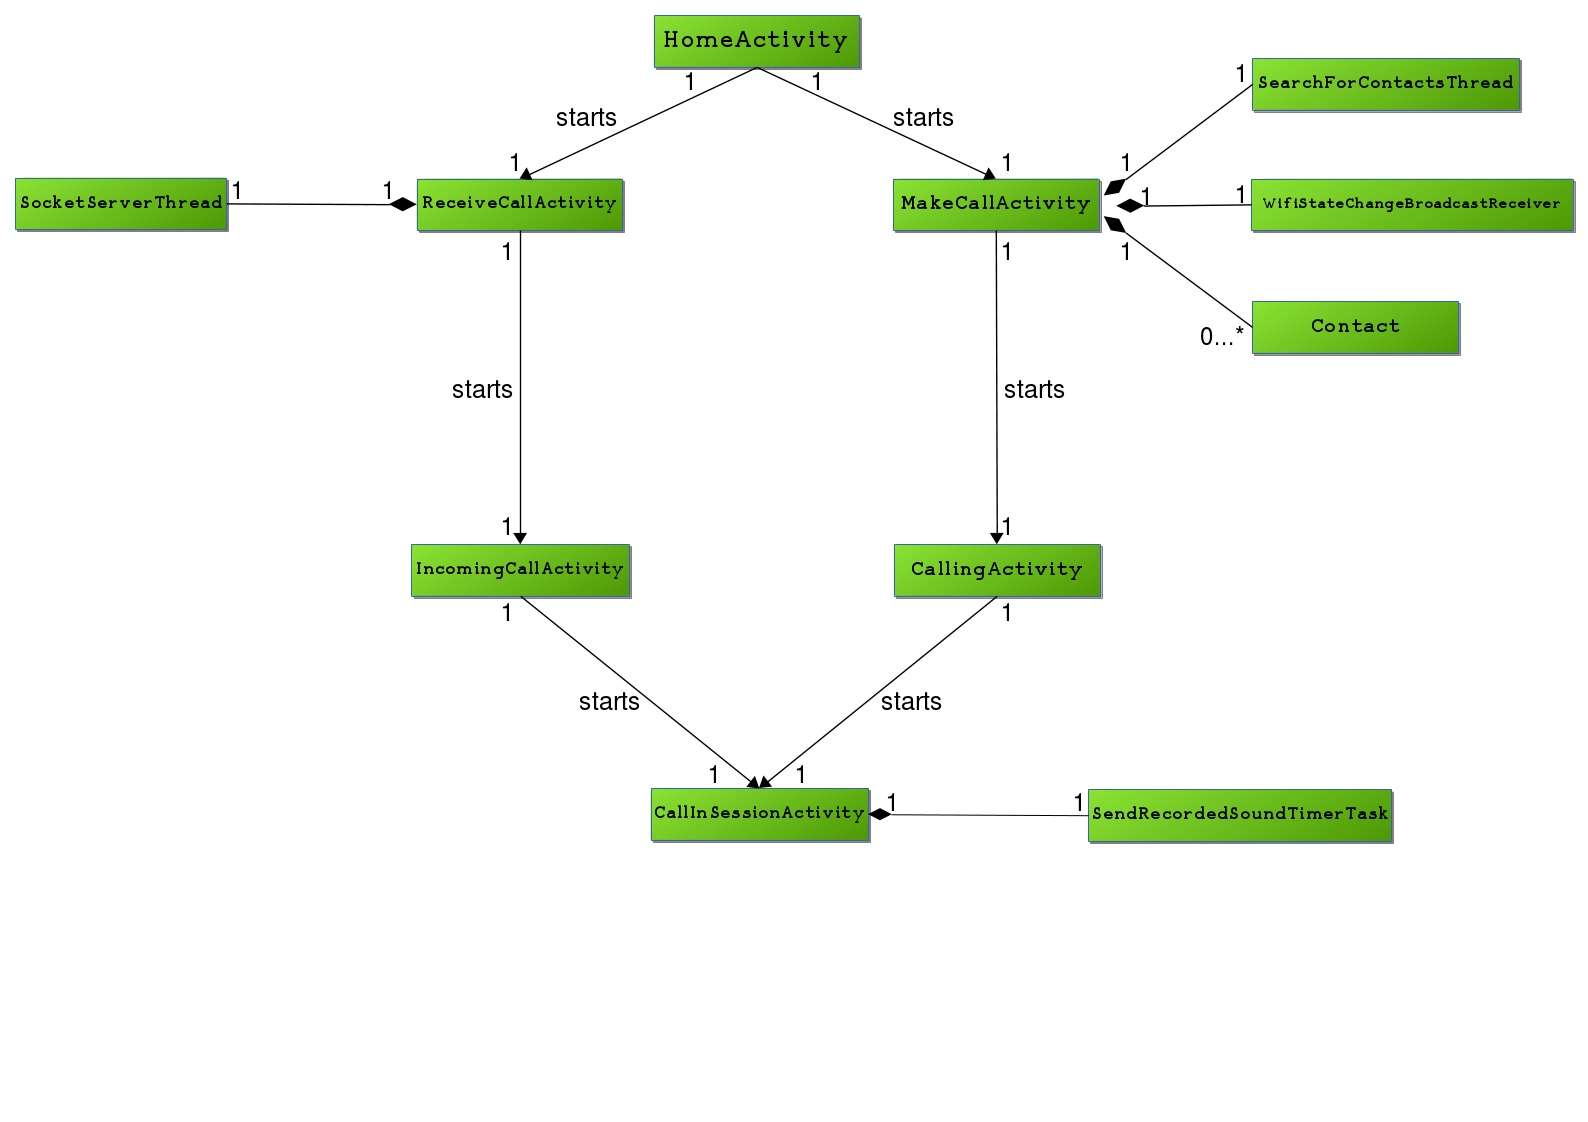 HomeActivity
1 1
SearchForContactsThread
1
starts starts
1 1 1
SocketServerThread
1 1
ReceiveCallActivity
MakeCallActivity
1 1
WifiStateChangeBroadcastReceiver
1 1 1
Contact
0...*
starts starts
1 1
IncomingCallActivity
CallingActivity
1 1
starts starts
1 1
CallInSessionActivity
1 1
SendRecordedSoundTimerTask